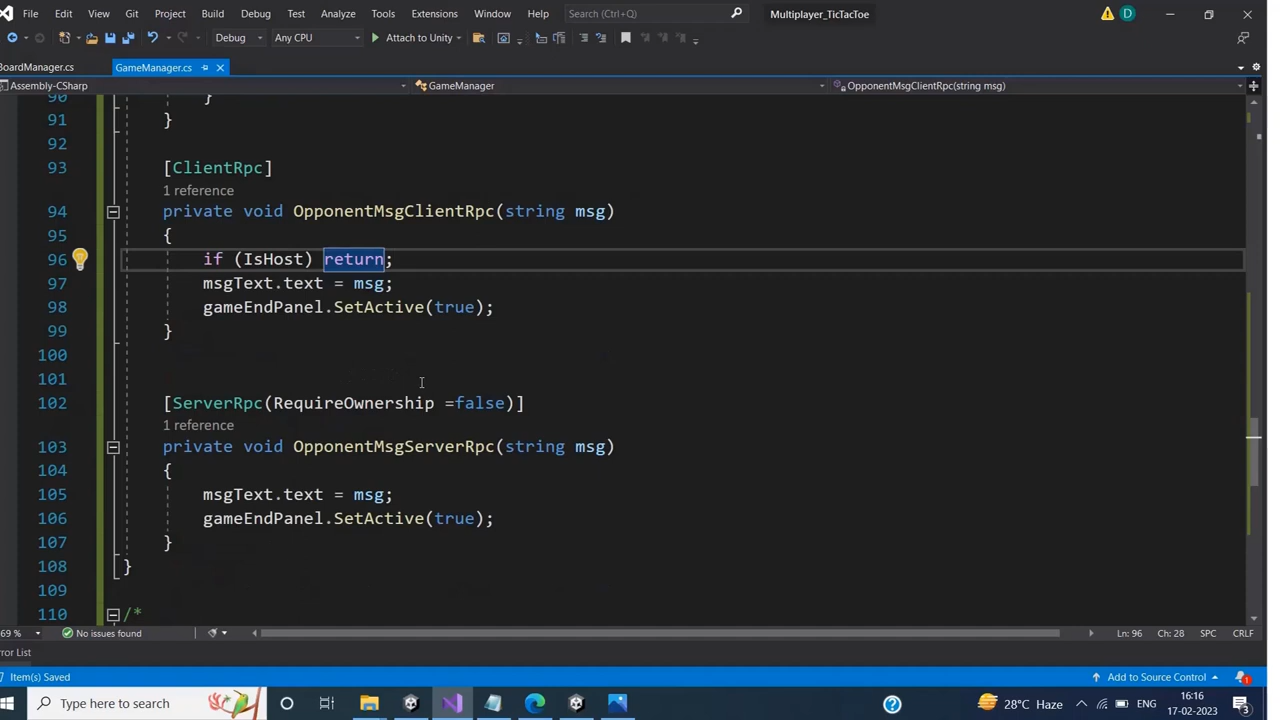 File Edit View Git Project Build Debug Test Analyze Tools Extensions Window Help Search (Ctrl+Q) Multiplayer_TicTacToe D
Debug Any CPU Attach to Unity
BoardManager.cs GameManager.cs
Assembly-CSharp GameManager OpponentMsgClientRpc(string msg)
90 }
91 }
92
93 [ClientRpc]
1 reference
94 private void OpponentMsgClientRpc(string msg)
95 {
96 if (IsHost) return;
97 msgText.text = msg;
98 gameEndPanel.SetActive(true);
99 }
100
101
102 [ServerRpc(RequireOwnership =false)]
1 reference
103 private void OpponentMsgServerRpc(string msg)
104 {
105 msgText.text = msg;
106 gameEndPanel.SetActive(true);
107 }
108 }
109
110 /*
69 % No issues found Ln: 96 Ch: 28 SPC CRLF
rror List
Item(s) Saved Add to Source Control 1
Type here to search 28°C Haze ENG 16:16
17-02-2023 3